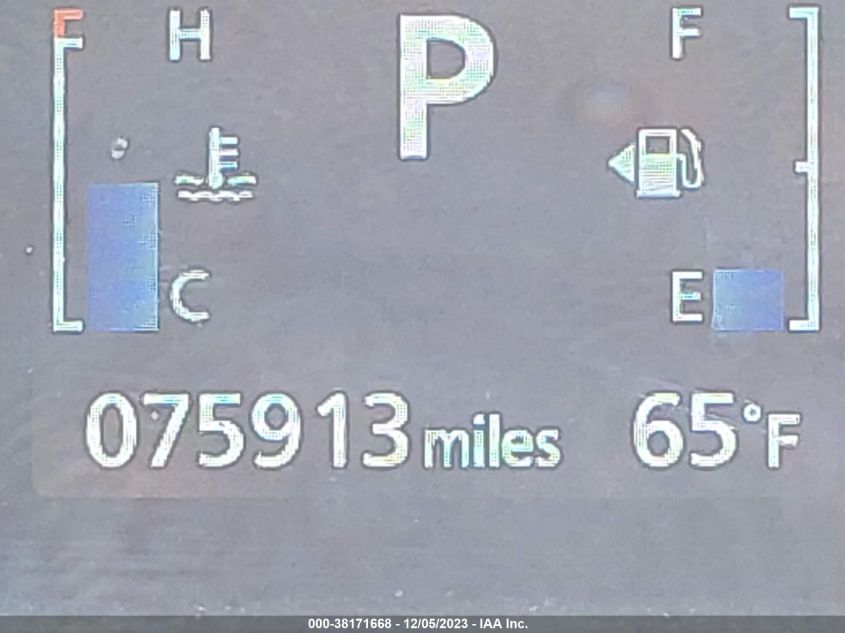 H P F
C E
075913 miles 65°F
000-38171668 - 12/05/2023 - IAA Inc.